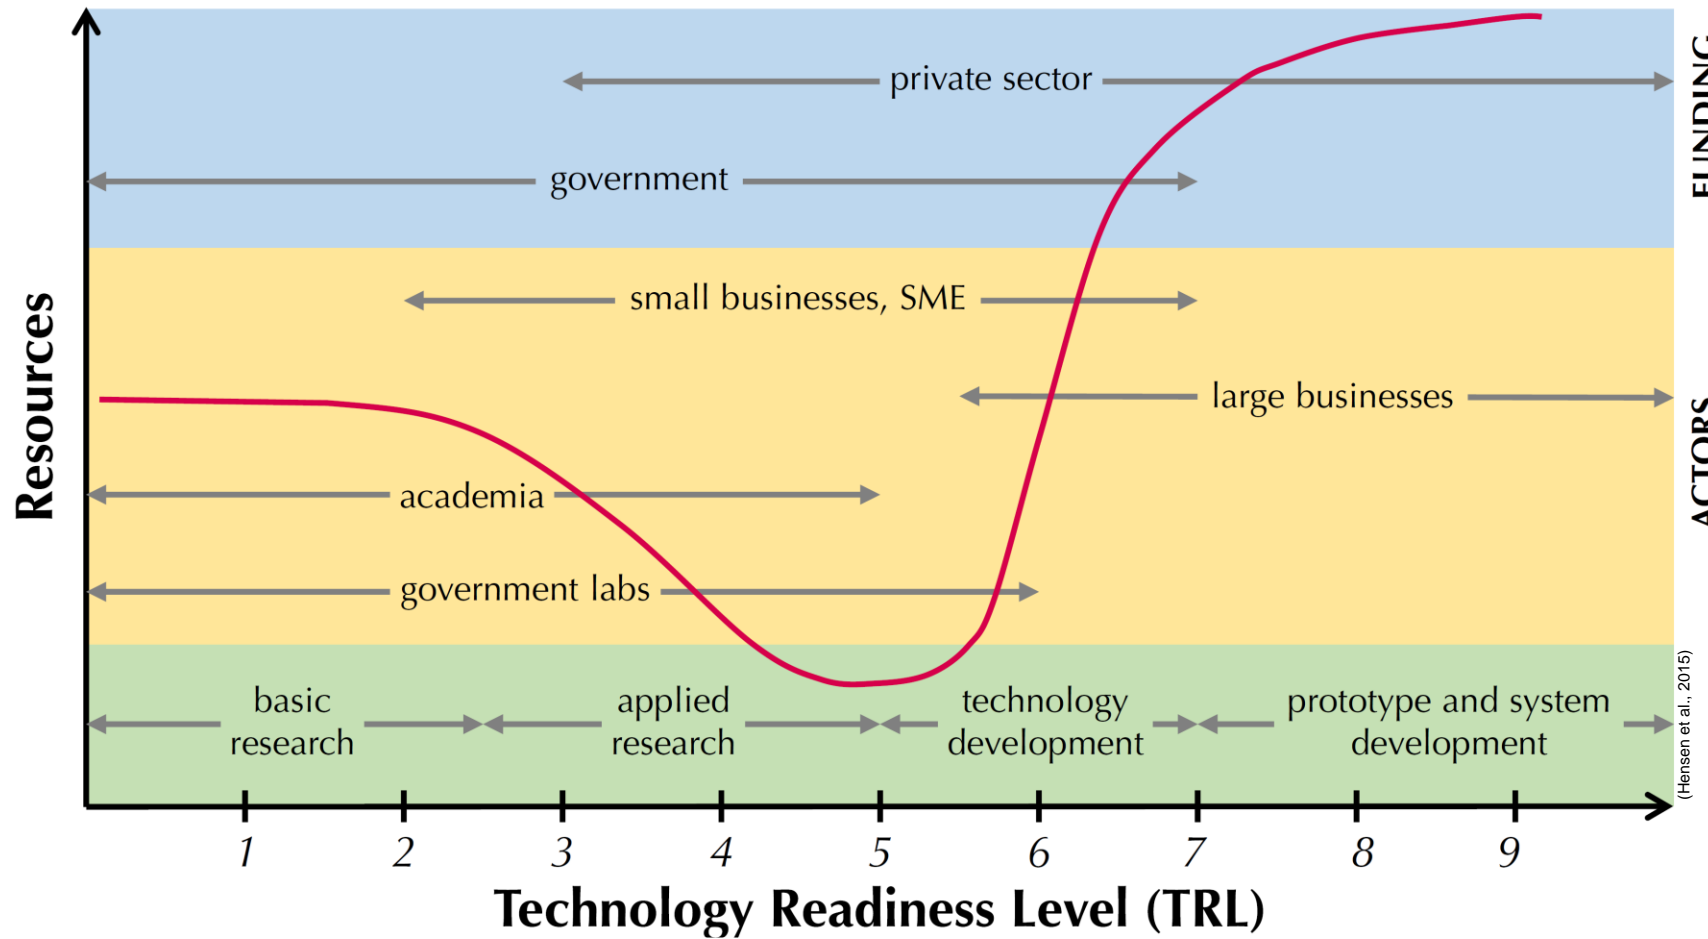 private sector
government
FUNDING
small businesses, SME
large businesses
academia
government labs
ACTORS
Resources
basic
research
applied
research
technology
development
prototype and system
development
(Hensen et al., 2015)
1 2 3 4 5 6 7 8 9
Technology Readiness Level (TRL)